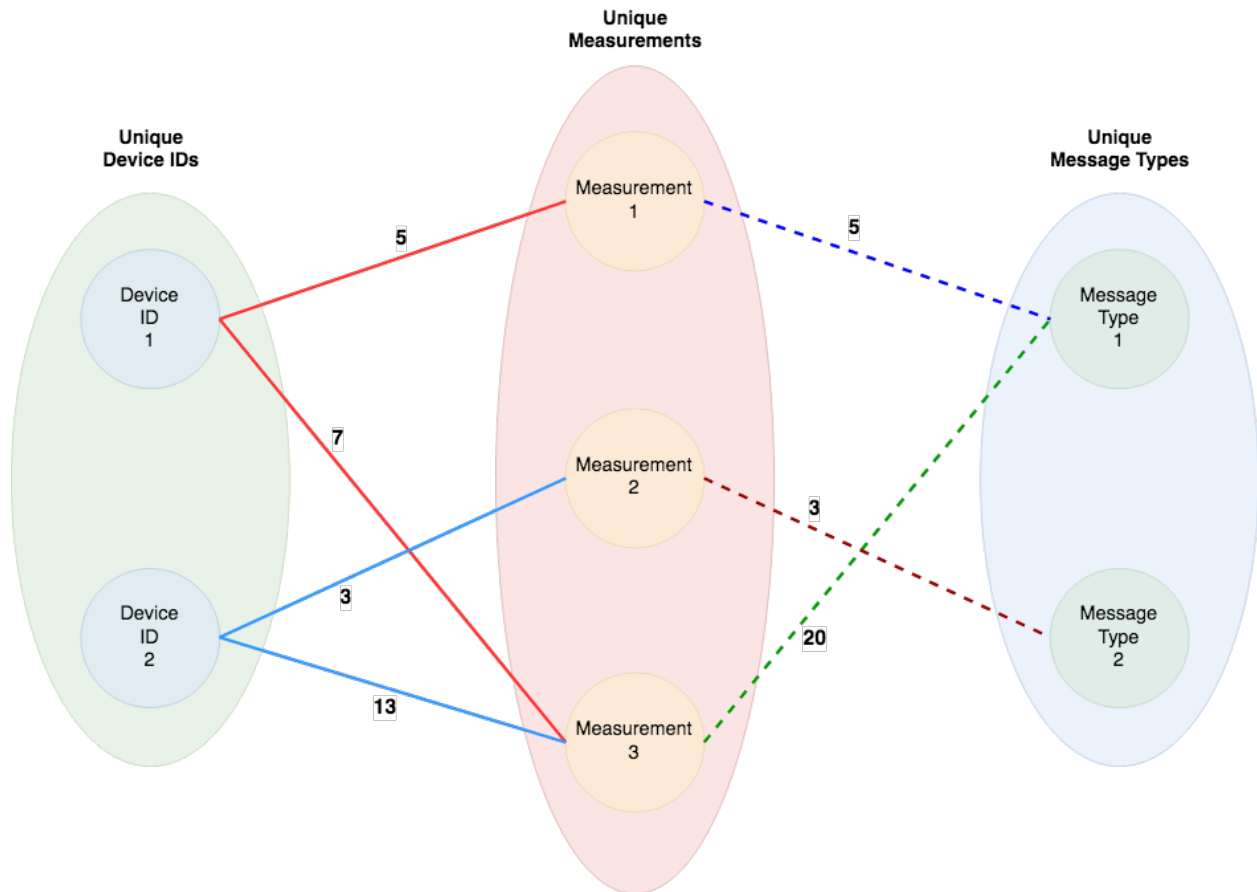 Unique
Measurements
Unique
Device IDs
Unique
Message Types
Measurement
1
5
5
Device
ID
1
Message
Type
1
7
Measurement
2
3
3
Device
ID
2
Message
Type
2
20
13
Measurement
3